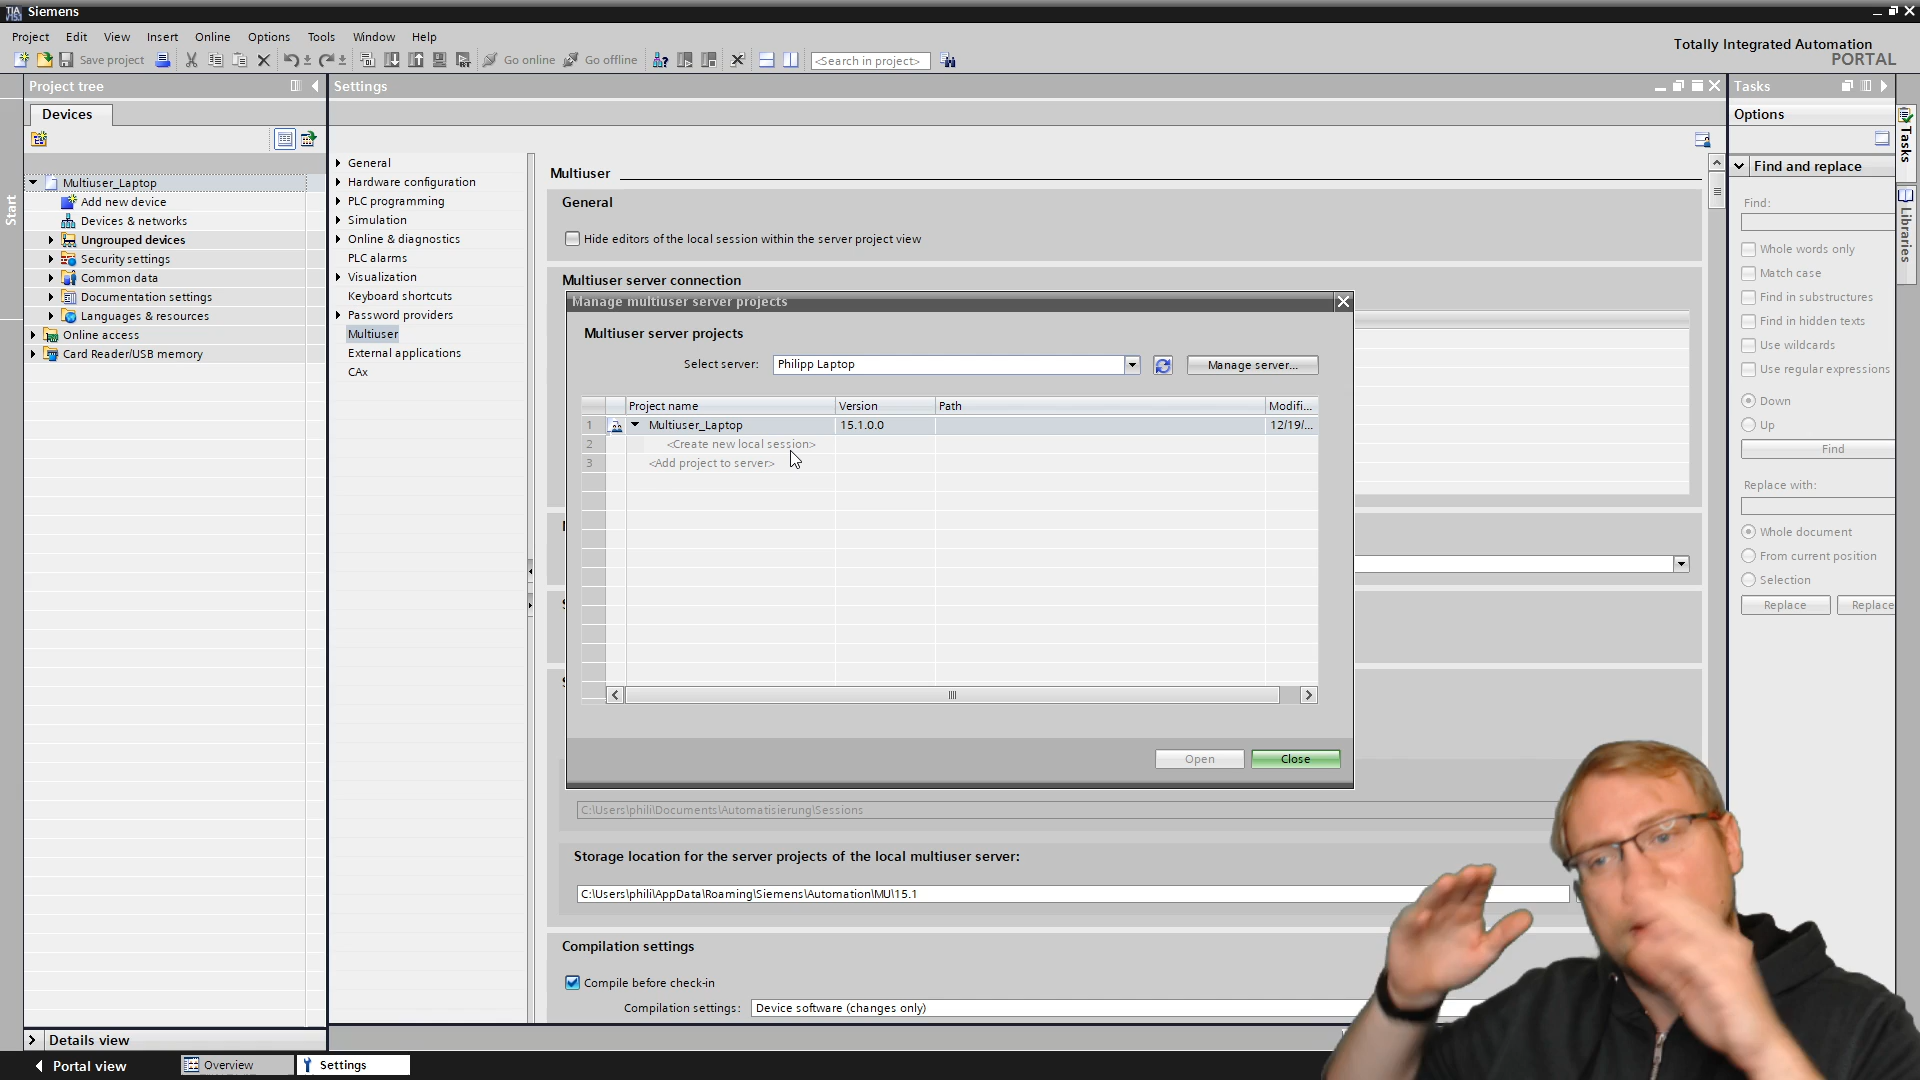 Siemens
Project Edit View Insert Online Options Tools Window Help
Totally Integrated Automation
PORTAL
Save project
Go online Go offline
<Search in project>
Project tree
Devices
Start
Multiuser_Laptop
Add new device
Devices & networks
Ungrouped devices
Security settings
Common data
Documentation settings
Languages & resources
Online access
Card Reader/USB memory
Details view
Settings
General
Hardware configuration
PLC programming
Simulation
Online & diagnostics
PLC alarms
Visualization
Keyboard shortcuts
Password providers
Multiuser
External applications
CAx
Multiuser
General
Hide editors of the local session within the server project view
Multiuser server connection
Manage multiuser server projects
Multiuser server projects
Select server: Philipp Laptop Manage server...
Project name Version Path Modifi...
1 Multiuser_Laptop 15.1.0.0 12/19/...
2 <Create new local session>
3 <Add project to server>
Open Close
C:\Users\phili\Documents\Automatisierung\Sessions
Storage location for the server projects of the local multiuser server:
C:\Users\phili\AppData\Roaming\Siemens\Automation\MU\15.1
Compilation settings
Compile before check-in
Compilation settings: Device software (changes only)
Tasks
Options
Find and replace
Find:
Whole words only
Match case
Find in substructures
Find in hidden texts
Use wildcards
Use regular expressions
Down
Up
Find
Replace with:
Whole document
From current position
Selection
Replace Replace
Tasks
Libraries
Portal view Overview Settings